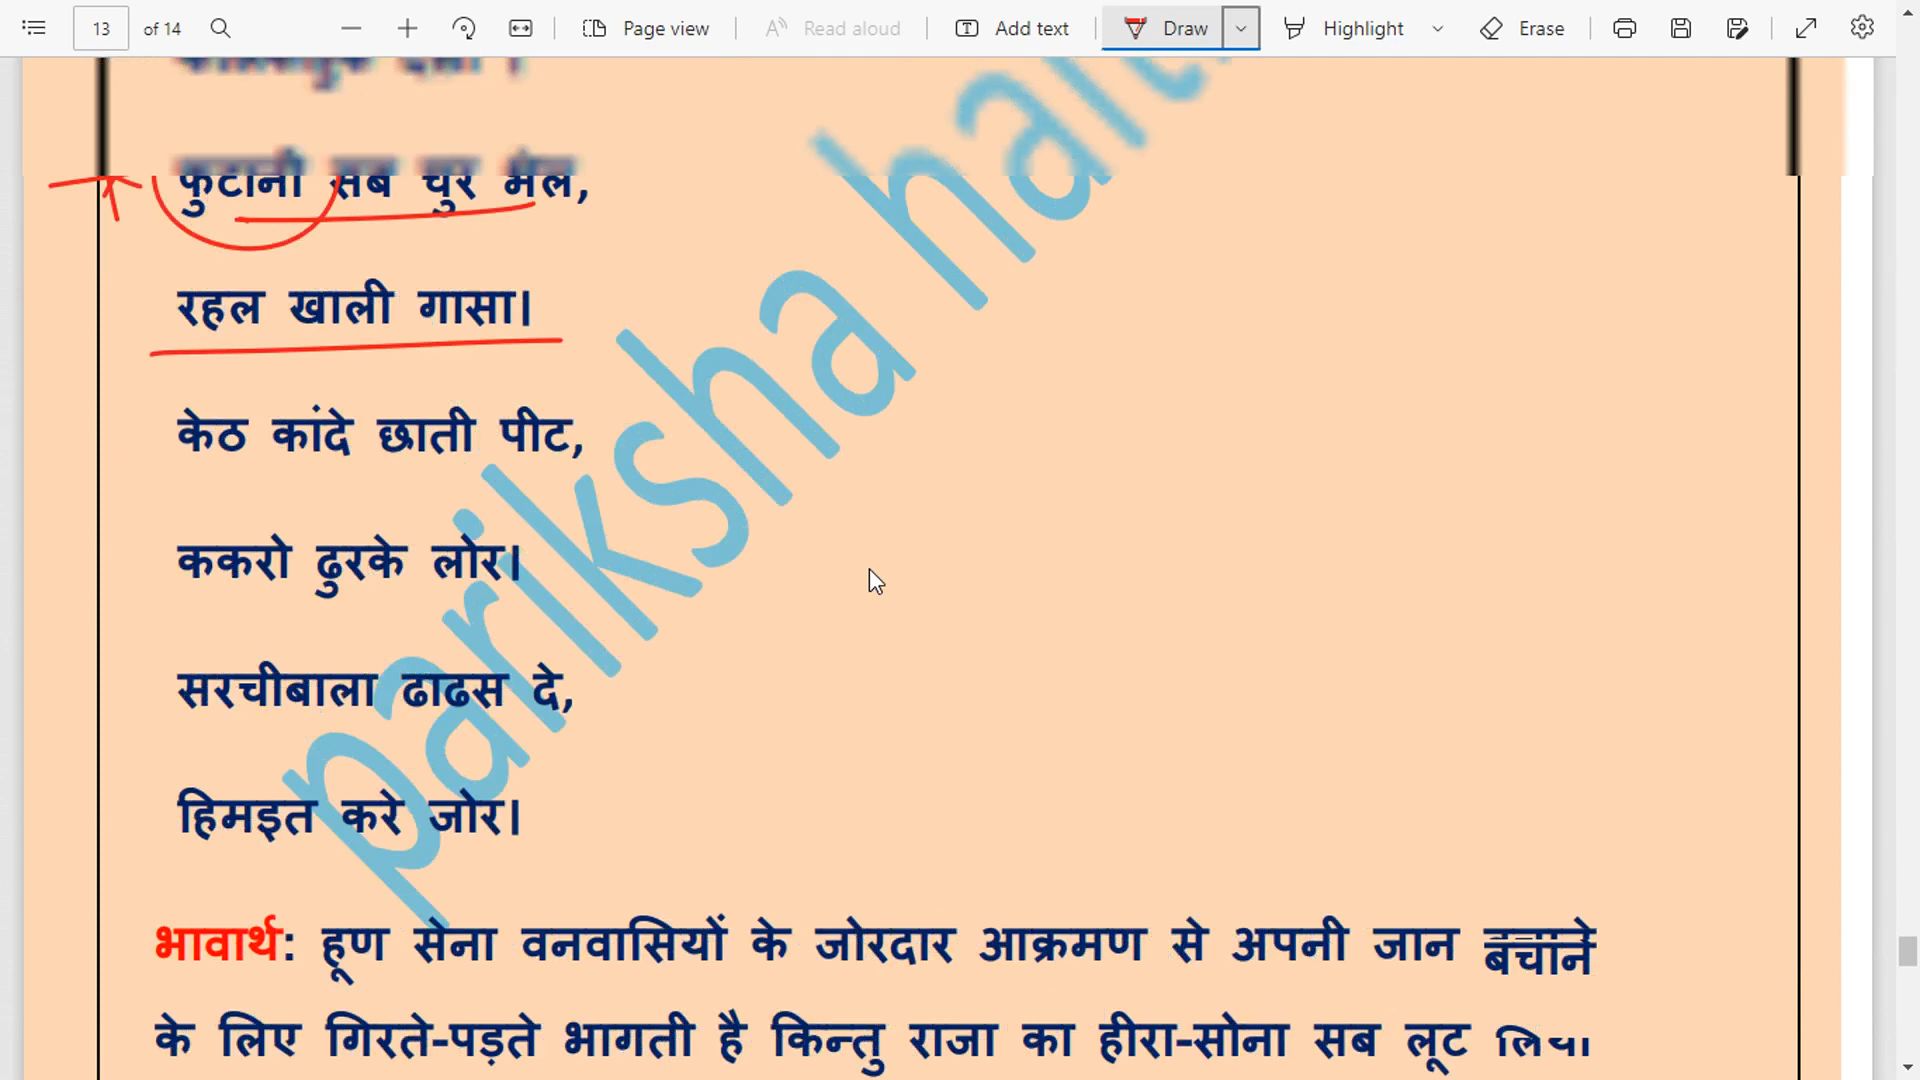 13 of 14 Page view Read aloud Add text Draw Highlight Erase
फुटानी सब चुर भेल,
रहल खाली गासा।
केठ कांदे छाती पीट,
ककरो ढुरके लोर।
सरचीबाला ढाढस दे,
हिमइत करे जोर।
भावार्थ: हूण सेना वनवासियों के जोरदार आक्रमण से अपनी जान बचाने
के लिए गिरते-पड़ते भागती है किन्तु राजा का हीरा-सोना सब लूट लिया
pariksha